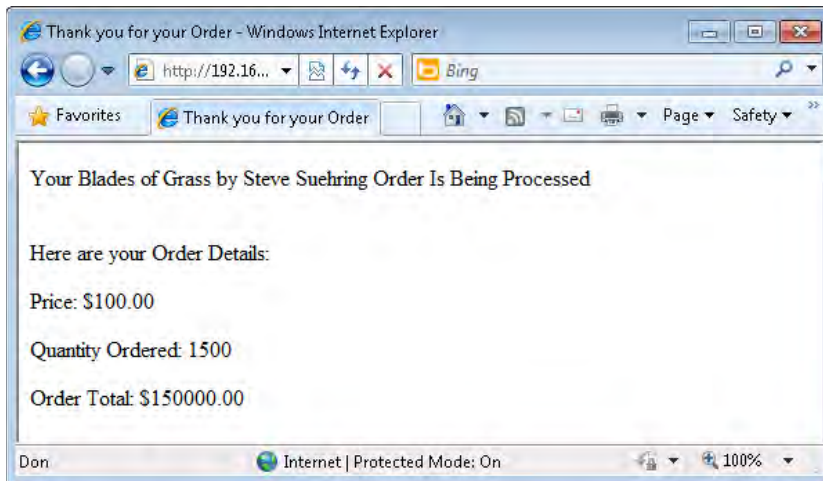 Thank you for your Order - Windows Internet Explorer
http://192.16... Bing
Favorites Thank you for your Order Page Safety »
Your Blades of Grass by Steve Suehring Order Is Being Processed
Here are your Order Details:
Price: $100.00
Quantity Ordered: 1500
Order Total: $150000.00
Don Internet | Protected Mode: On 100%